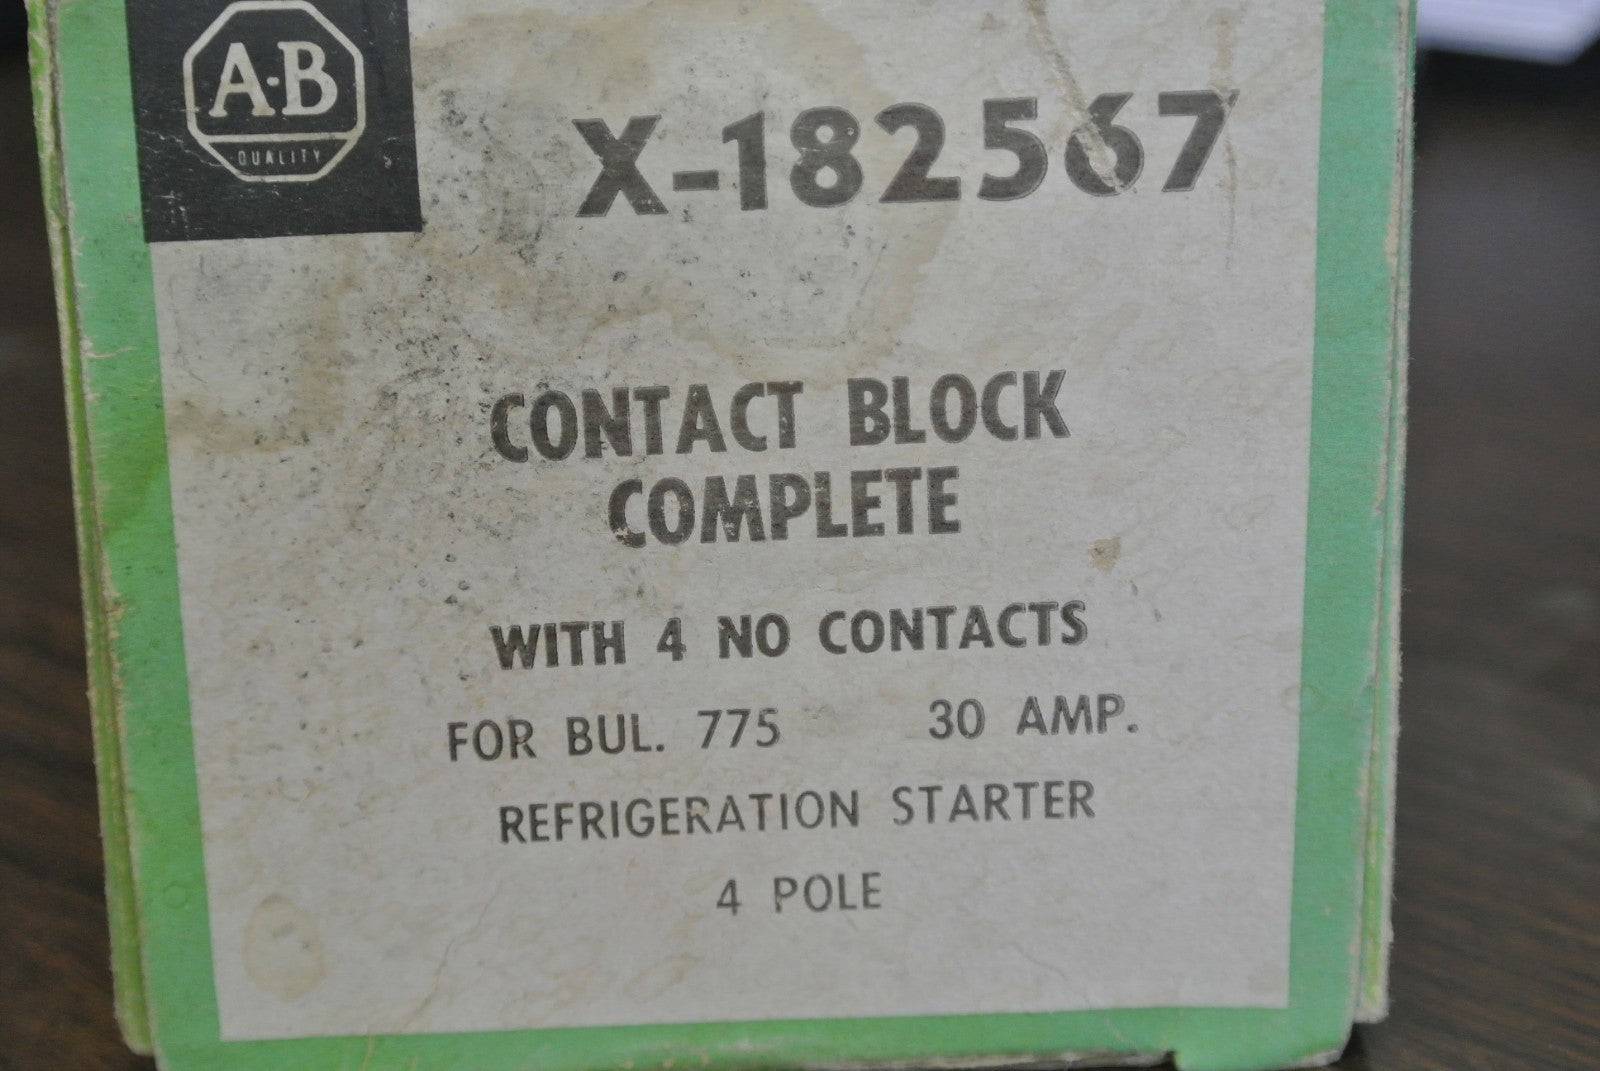 A-B
QUALITY
X-182567
CONTACT BLOCK
COMPLETE
WITH 4 NO CONTACTS
FOR BUL. 775 30 AMP.
REFRIGERATION STARTER
4 POLE